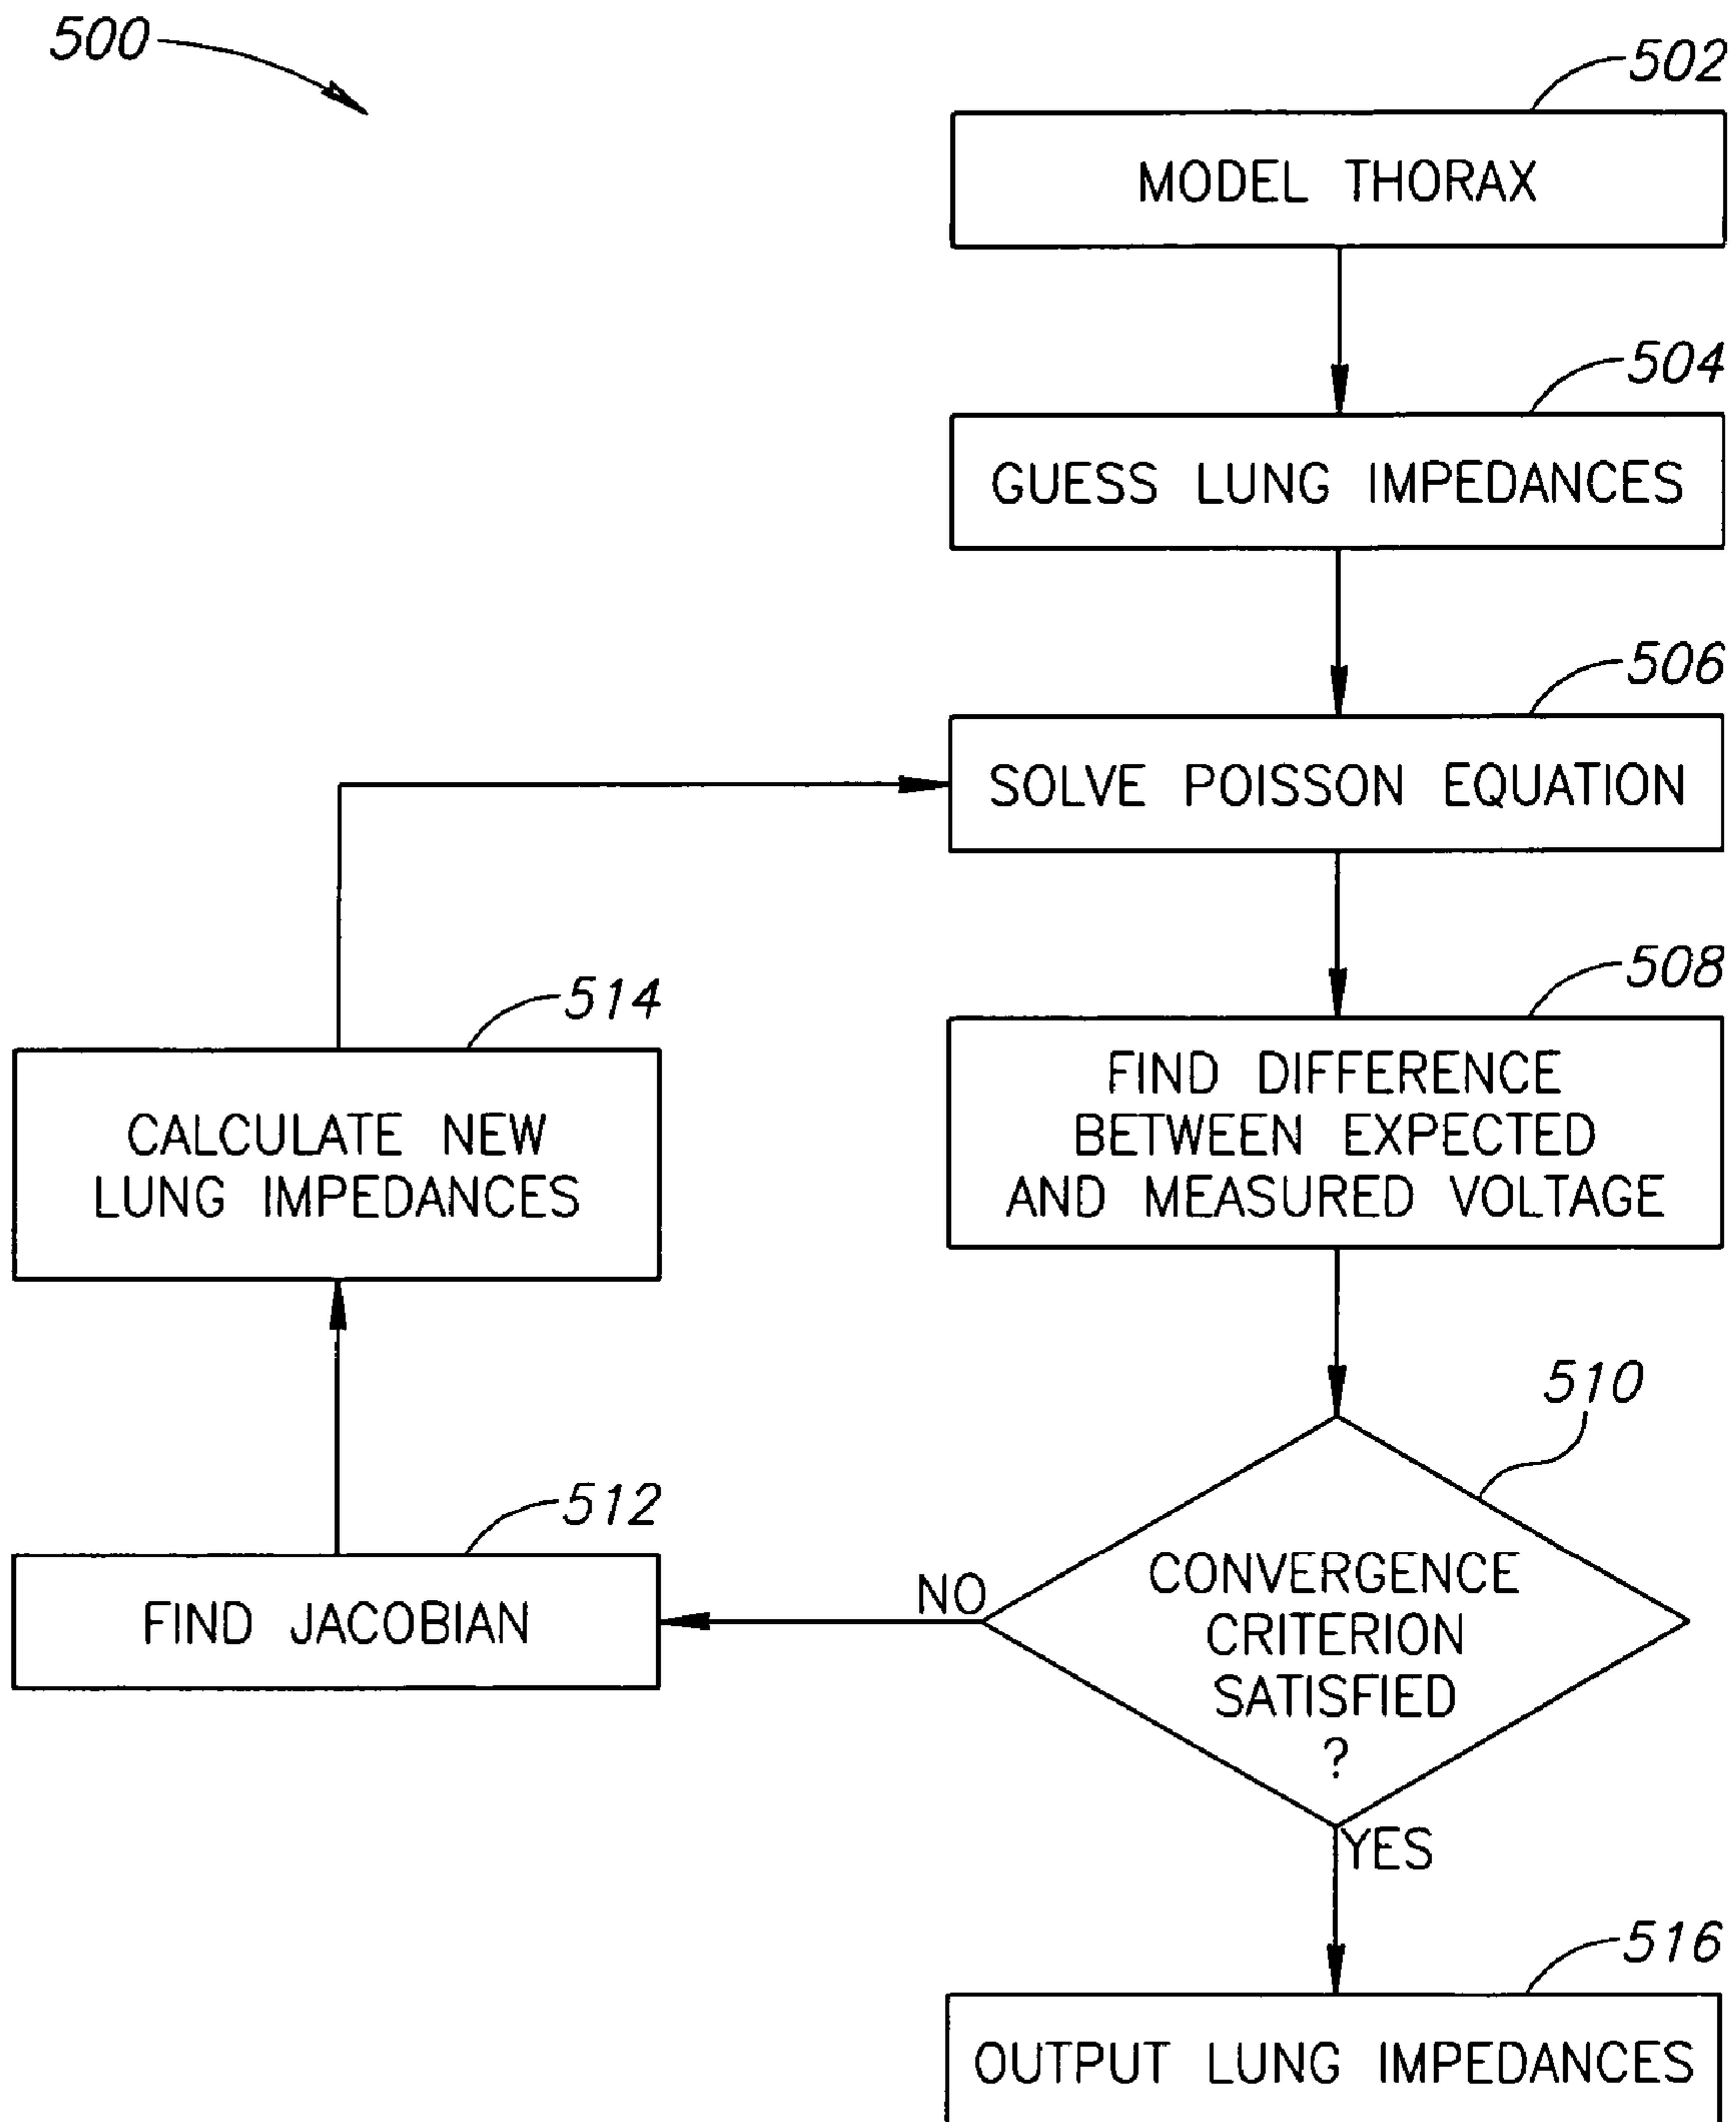 500
502
MODEL THORAX
504
GUESS LUNG IMPEDANCES
506
SOLVE POISSON EQUATION
508
FIND DIFFERENCE
BETWEEN EXPECTED
AND MEASURED VOLTAGE
514
CALCULATE NEW
LUNG IMPEDANCES
510
CONVERGENCE
CRITERION
SATISFIED
?
NO
512
FIND JACOBIAN
YES
516
OUTPUT LUNG IMPEDANCES